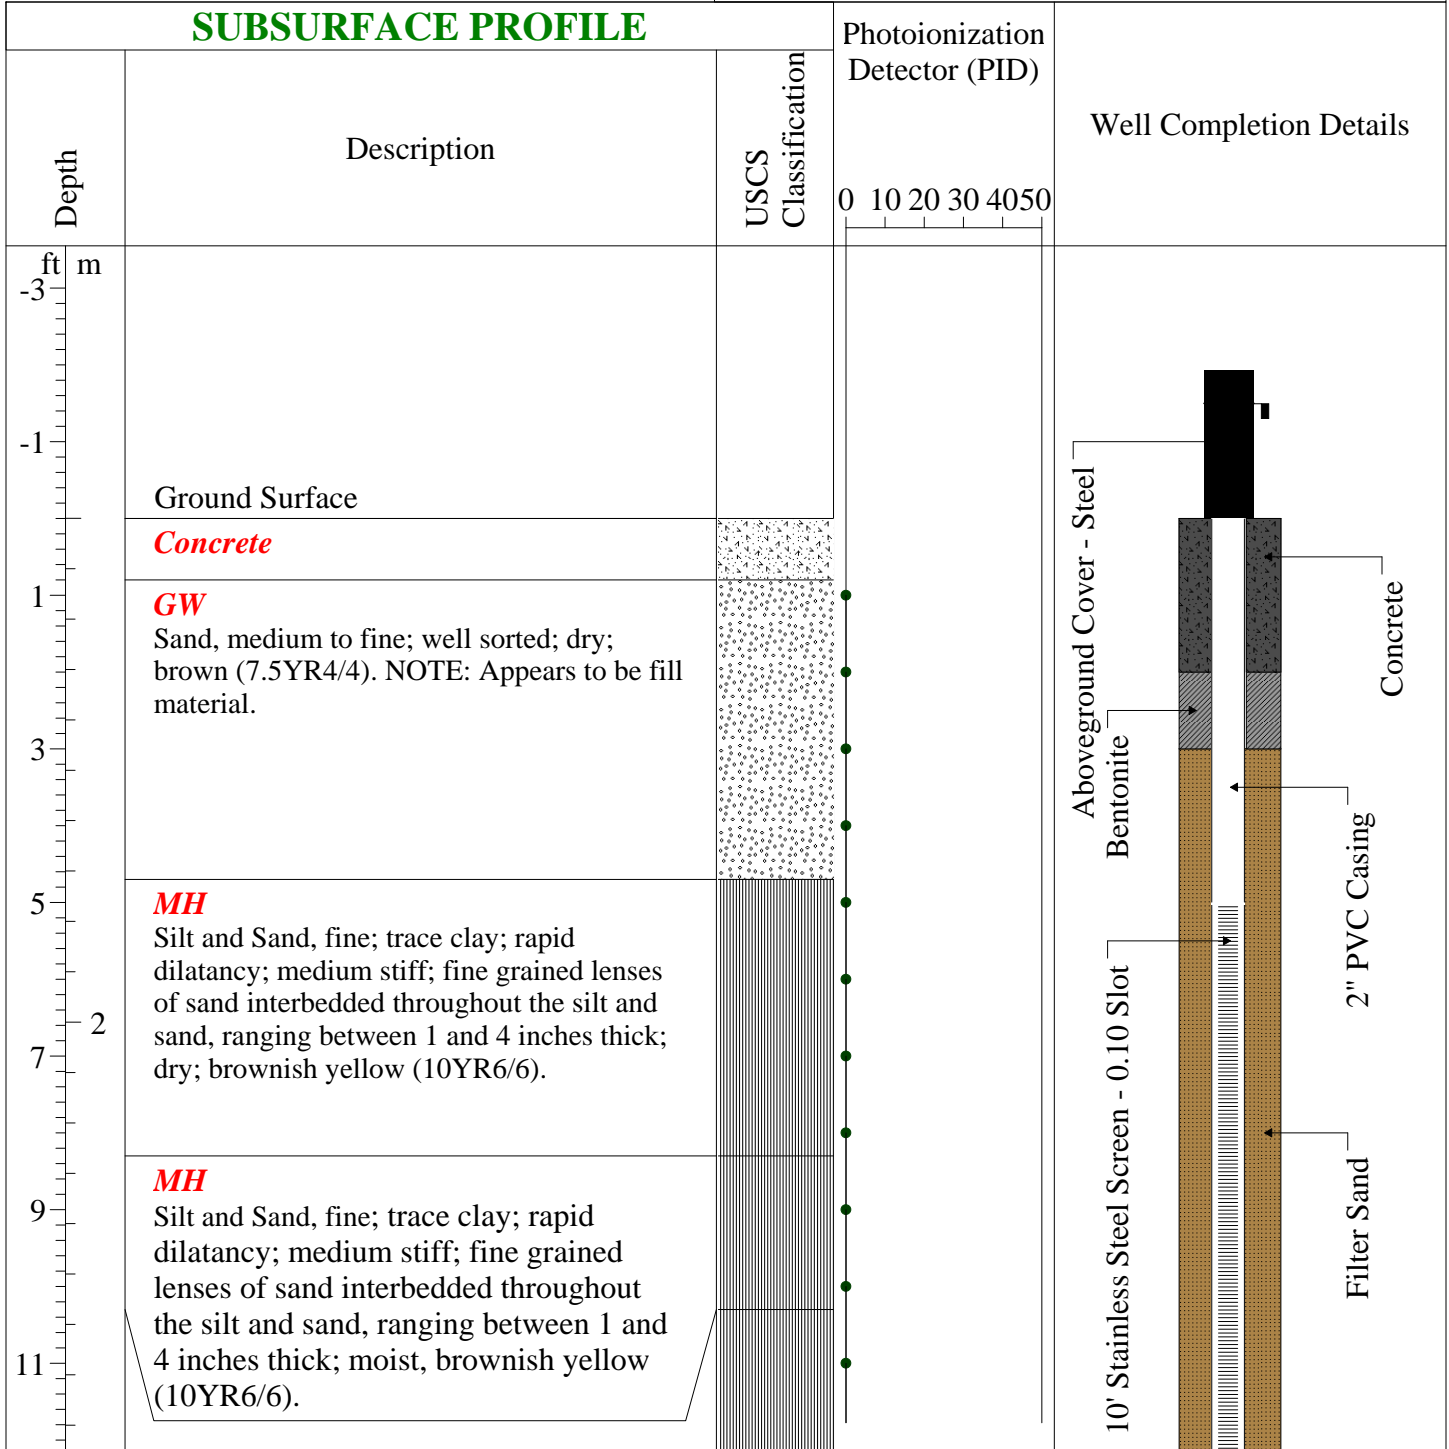 SUBSURFACE PROFILE
Photoionization
Detector (PID)
Well Completion Details
Depth
Description
USCS
Classification
0 10 20 30 40 50
ft m
-3
-1
Ground Surface
Concrete
1
GW
Sand, medium to fine; well sorted; dry;
brown (7.5YR4/4). NOTE: Appears to be fill
material.
3
5
MH
Silt and Sand, fine; trace clay; rapid
dilatancy; medium stiff; fine grained lenses
of sand interbedded throughout the silt and
sand, ranging between 1 and 4 inches thick;
dry; brownish yellow (10YR6/6).
2
7
MH
9
Silt and Sand, fine; trace clay; rapid
dilatancy; medium stiff; fine grained
lenses of sand interbedded throughout
the silt and sand, ranging between 1 and
4 inches thick; moist, brownish yellow
(10YR6/6).
11
Aboveground Cover - Steel
Bentonite
10' Stainless Steel Screen - 0.10 Slot
Concrete
2" PVC Casing
Filter Sand